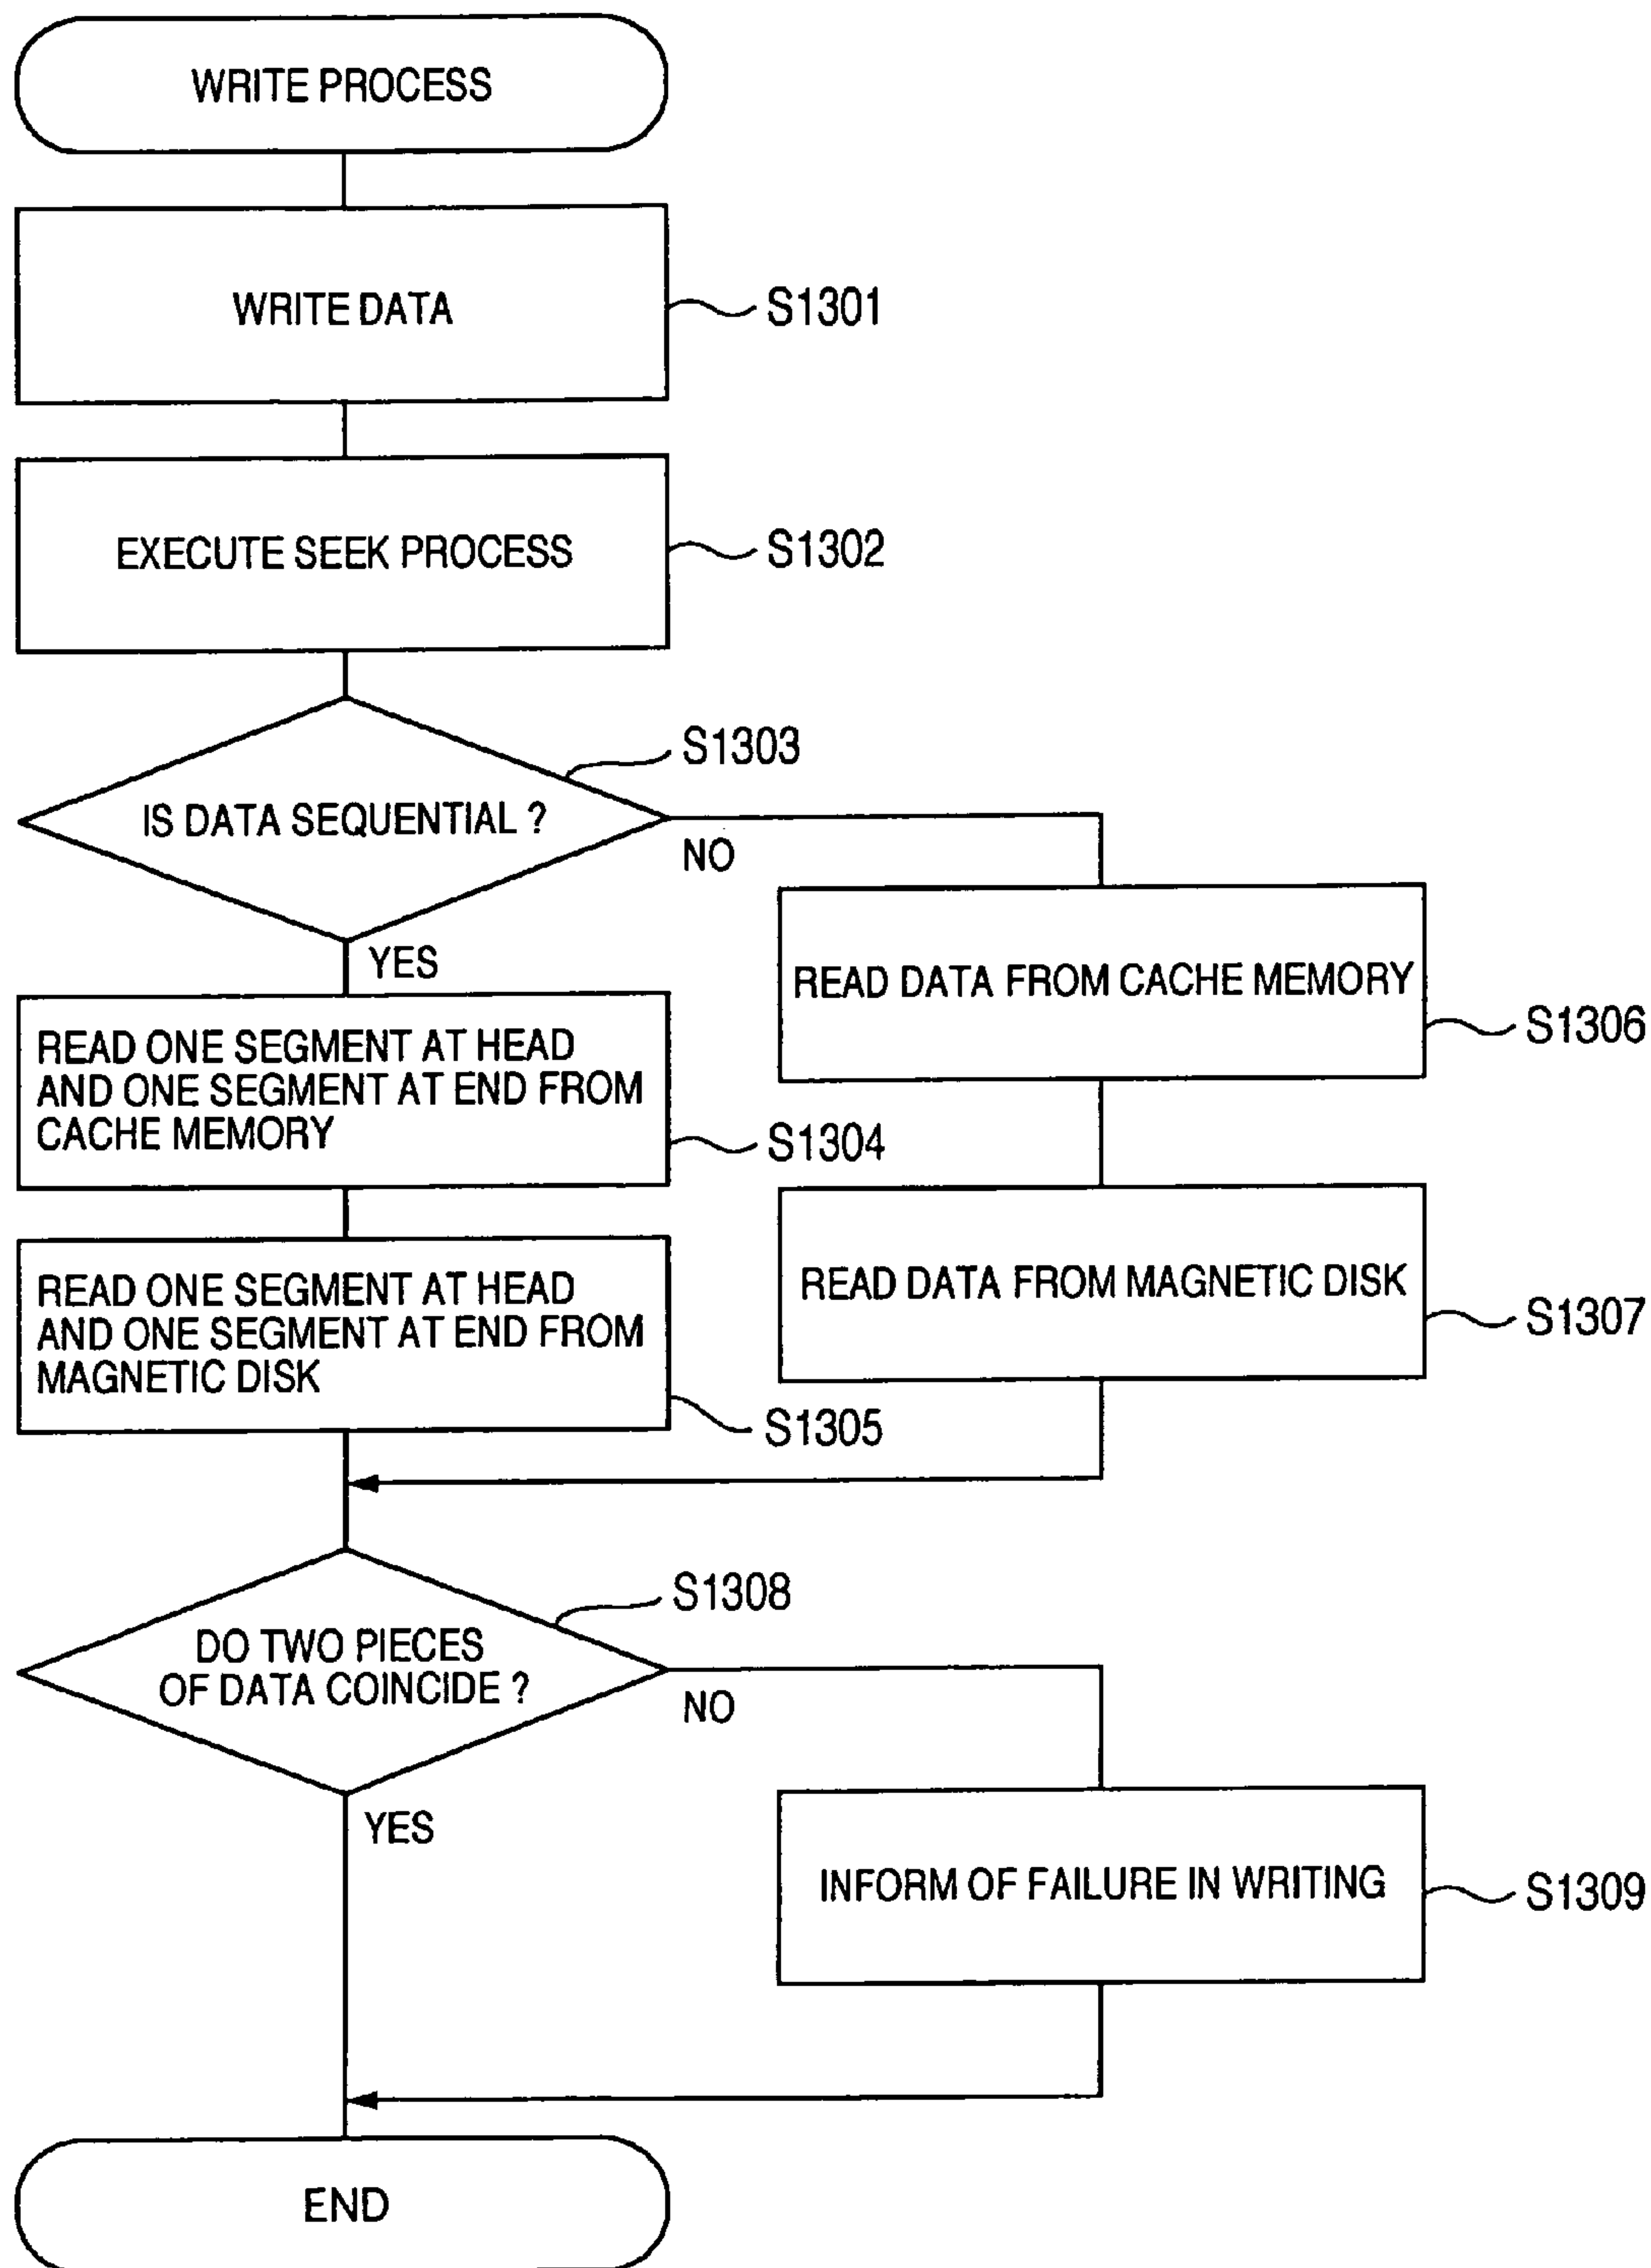 WRITE PROCESS
WRITE DATA
S1301
EXECUTE SEEK PROCESS
S1302
S1303
IS DATA SEQUENTIAL ?
NO
YES
READ DATA FROM CACHE MEMORY
S1306
READ ONE SEGMENT AT HEAD
AND ONE SEGMENT AT END FROM
CACHE MEMORY
S1304
READ DATA FROM MAGNETIC DISK
S1307
READ ONE SEGMENT AT HEAD
AND ONE SEGMENT AT END FROM
MAGNETIC DISK
S1305
S1308
DO TWO PIECES
OF DATA COINCIDE ?
NO
YES
INFORM OF FAILURE IN WRITING
S1309
END